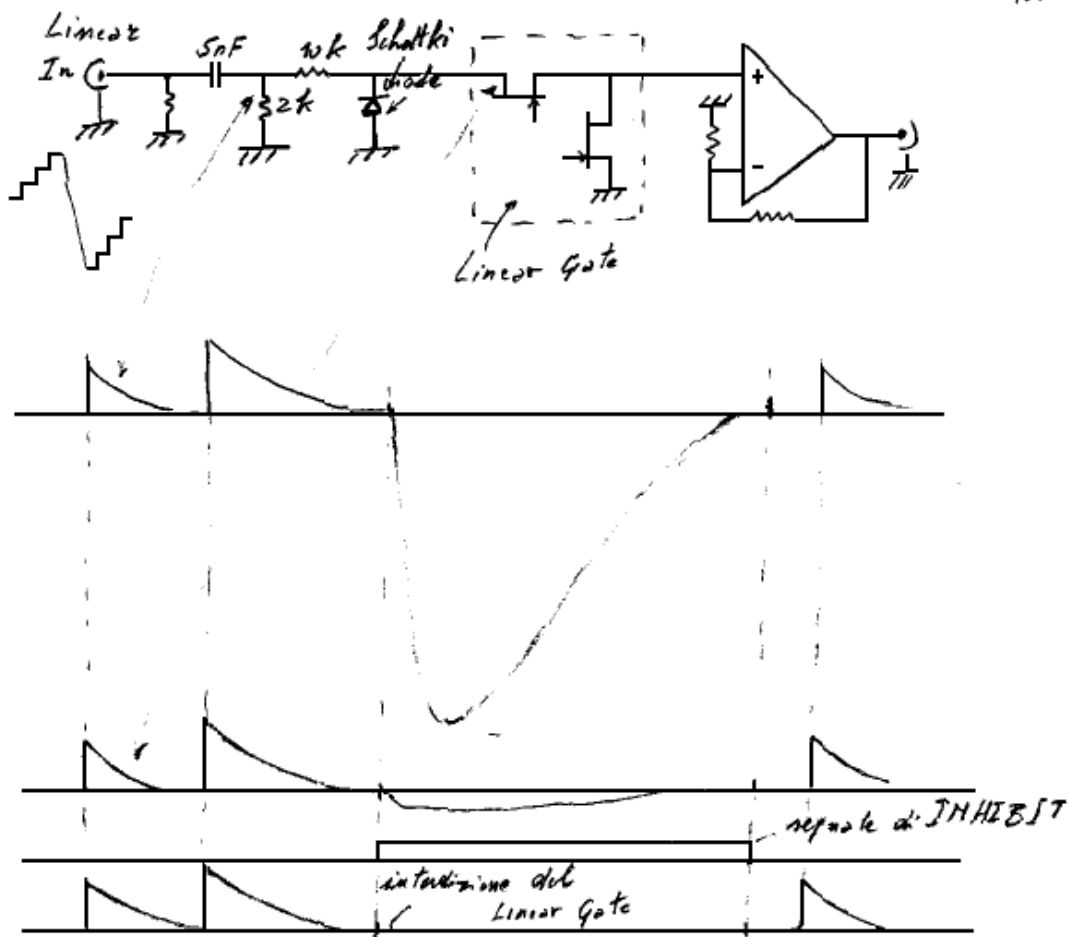 Linear
In
5nF
10k
Schottki
diode
2k
+
-
Linear Gate
segnale di INHIBIT
interdizione del
Linear Gate